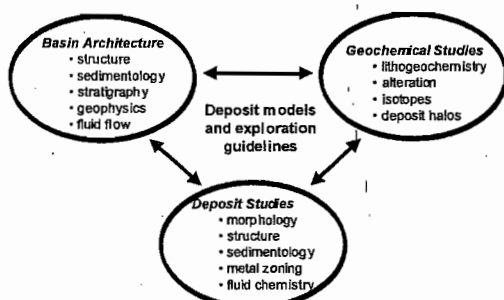 Basin Architecture
• structure
• sedimentology
• stratigraphy
• geophysics
• fluid flow
Geochemical Studies
• lithogeochemistry
• alteration
• isotopes
• deposit halos
Deposit models
and exploration
guidelines
Deposit Studies
• morphology
• structure
• sedimentology
• metal zoning
• fluid chemistry